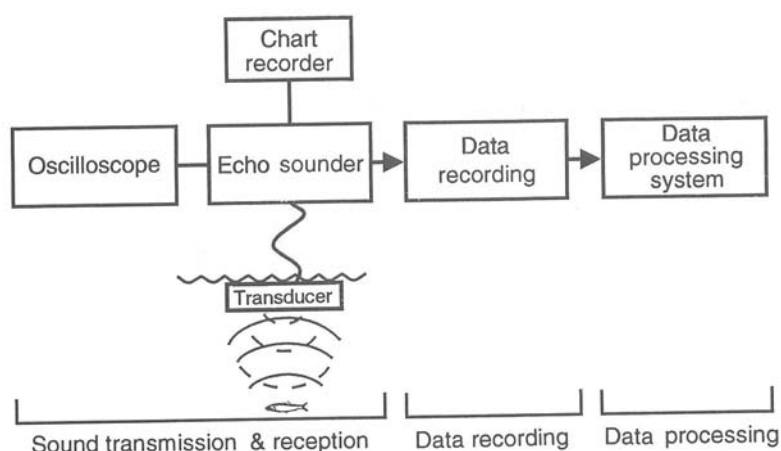 Chart
recorder
Oscilloscope
Echo sounder
Data
recording
Data
processing
system
Transducer
Sound transmission & reception
Data recording
Data processing